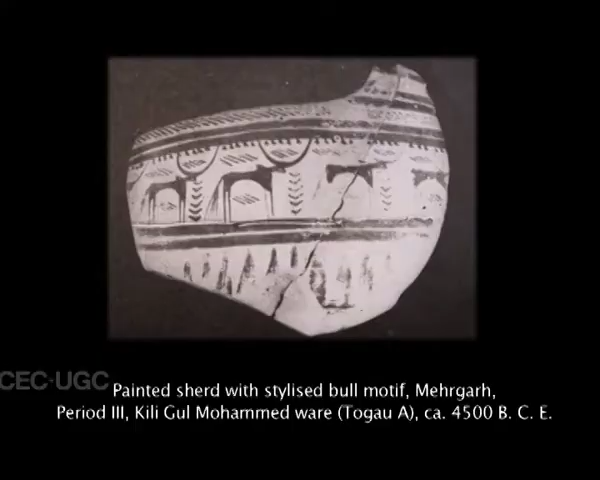 CEC-UGC
Painted sherd with stylised bull motif, Mehrgarh,
Period III, Kili Gul Mohammed ware (Togau A), ca. 4500 B. C. E.